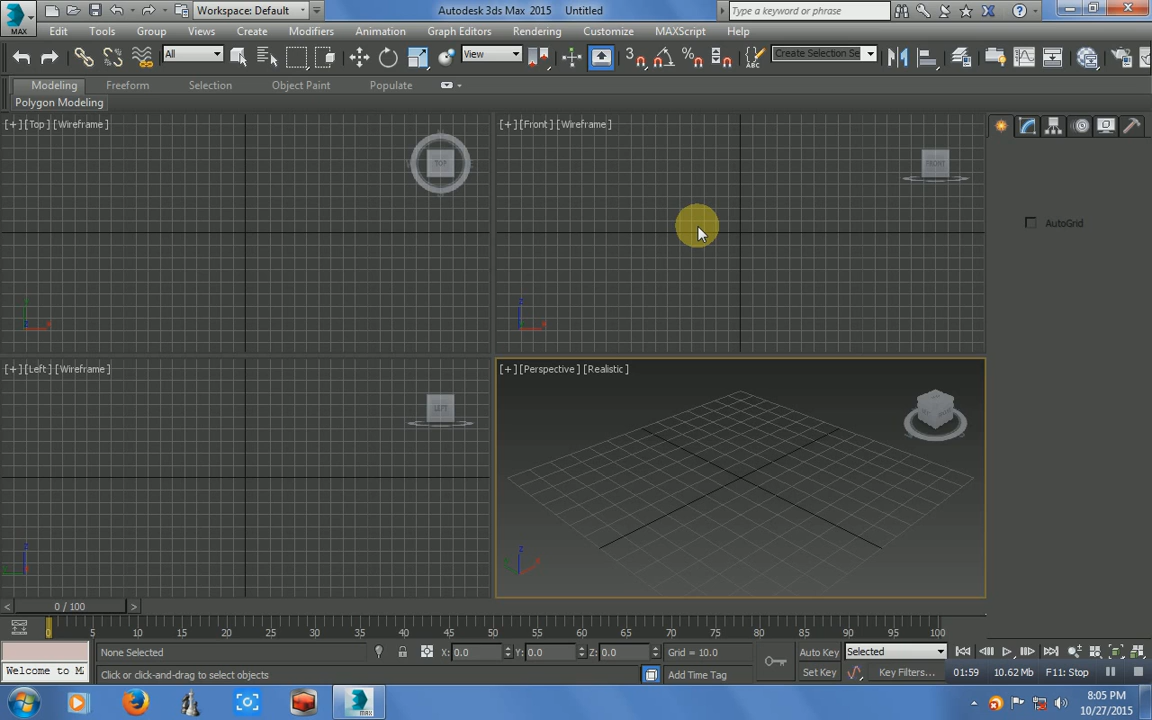 Workspace: Default
Autodesk 3ds Max 2015 Untitled
Type a keyword or phrase
MAX
Edit Tools Group Views Create Modifiers Animation Graph Editors Rendering Customize MAXScript Help
All
View
Create Selection Se
Modeling Freeform Selection Object Paint Populate
Polygon Modeling
[+][Top][Wireframe]
TOP
[+][Front][Wireframe]
FRONT
AutoGrid
[+][Left][Wireframe]
LEFT
[+][Perspective][Realistic]
0 / 100
0 5 10 15 20 25 30 35 40 45 50 55 60 65 70 75 80 85 90 95 100
None Selected
X: 0.0 Y: 0.0 Z: 0.0
Grid = 10.0
Auto Key
Selected
Welcome to M
Click or click-and-drag to select objects
Add Time Tag
Set Key
Key Filters...
01:59 10.62 Mb F11: Stop
8:05 PM
10/27/2015